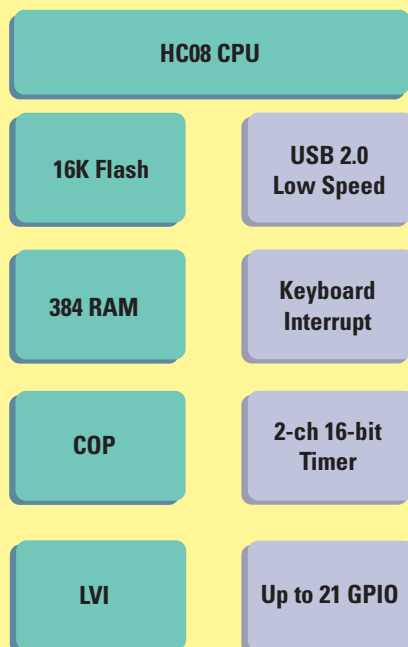 HC08 CPU
16K Flash
USB 2.0
Low Speed
384 RAM
Keyboard
Interrupt
COP
2-ch 16-bit
Timer
LVI
Up to 21 GPIO